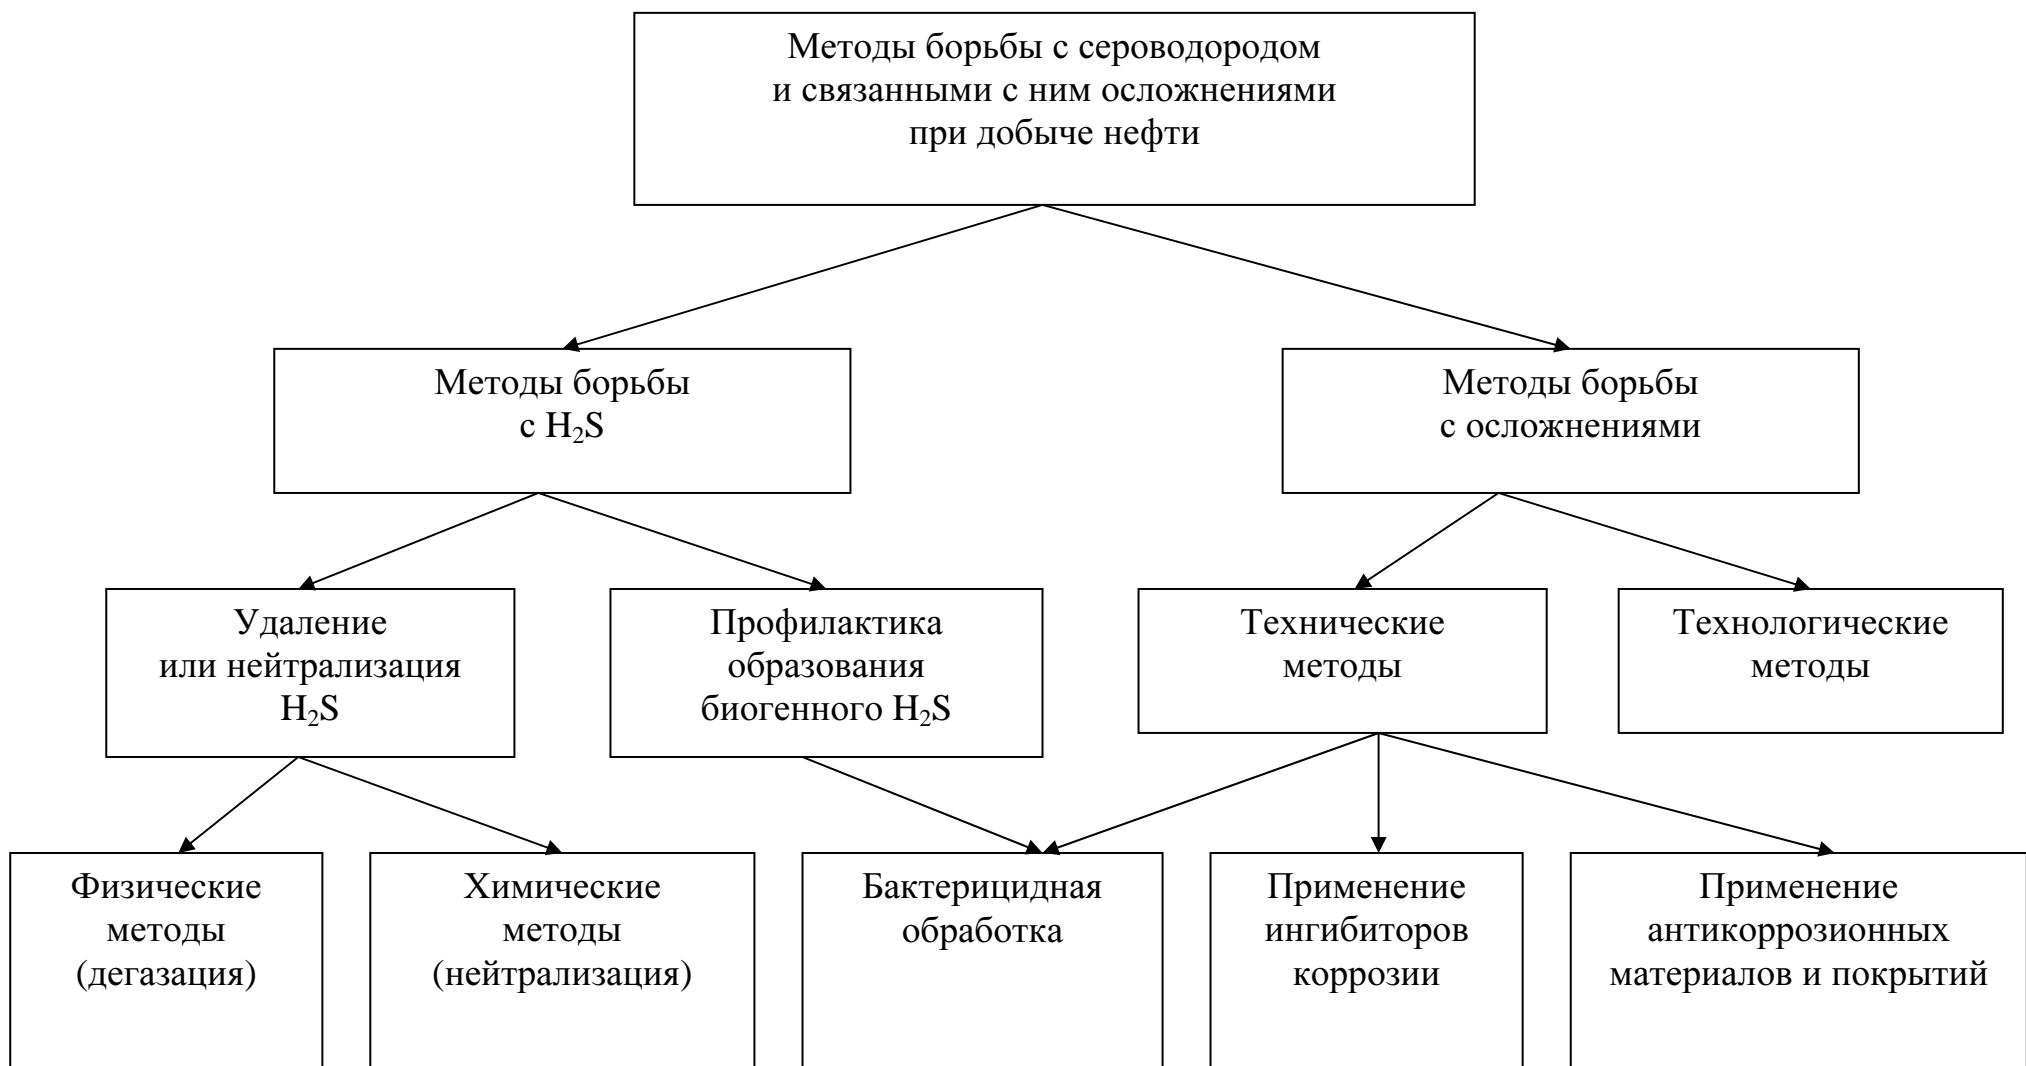 Методы борьбы с сероводородом
и связанными с ним осложнениями
при добыче нефти
Методы борьбы
с H₂S
Методы борьбы
с осложнениями
Удаление
или нейтрализация
H₂S
Профилактика
образования
биогенного H₂S
Технические
методы
Технологические
методы
Физические
методы
(дегазация)
Химические
методы
(нейтрализация)
Бактерицидная
обработка
Применение
ингибиторов
коррозии
Применение
антикоррозионных
материалов и покрытий